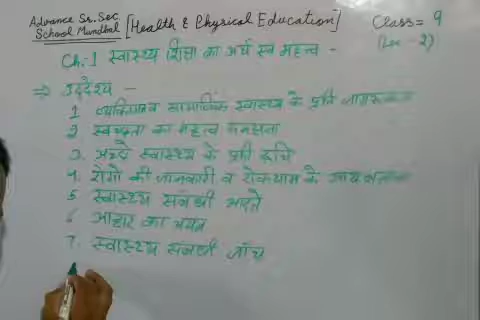 Advance Sr. Sec. School Mundhal [Health & Physical Education] Class = 9
(Lec - 2)
Ch. 1 स्वास्थ्य शिक्षा का अर्थ एवं महत्व -
=> उद्देश्य -
1. व्यक्तिगत व सामाजिक स्वास्थ्य के प्रति जागरूकता
2. स्वच्छता का महत्व समझना
3. अच्छे स्वास्थ्य के प्रति रूचि
4. रोगों की जानकारी व रोकथाम के
5. स्वास्थ्य संबंधी आदतें
6. आहार का
7. स्वास्थ्य संबंधी जाँच